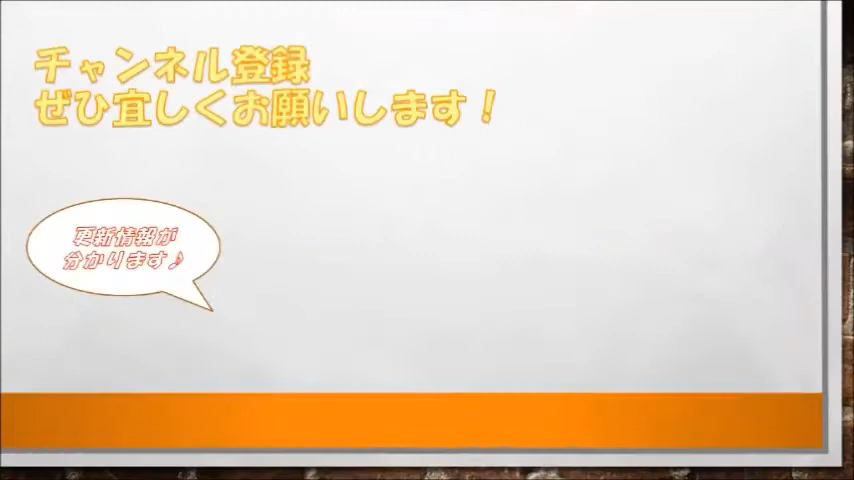 チャンネル登録
ぜひ宜しくお願いします！
更新情報が
分かります♪